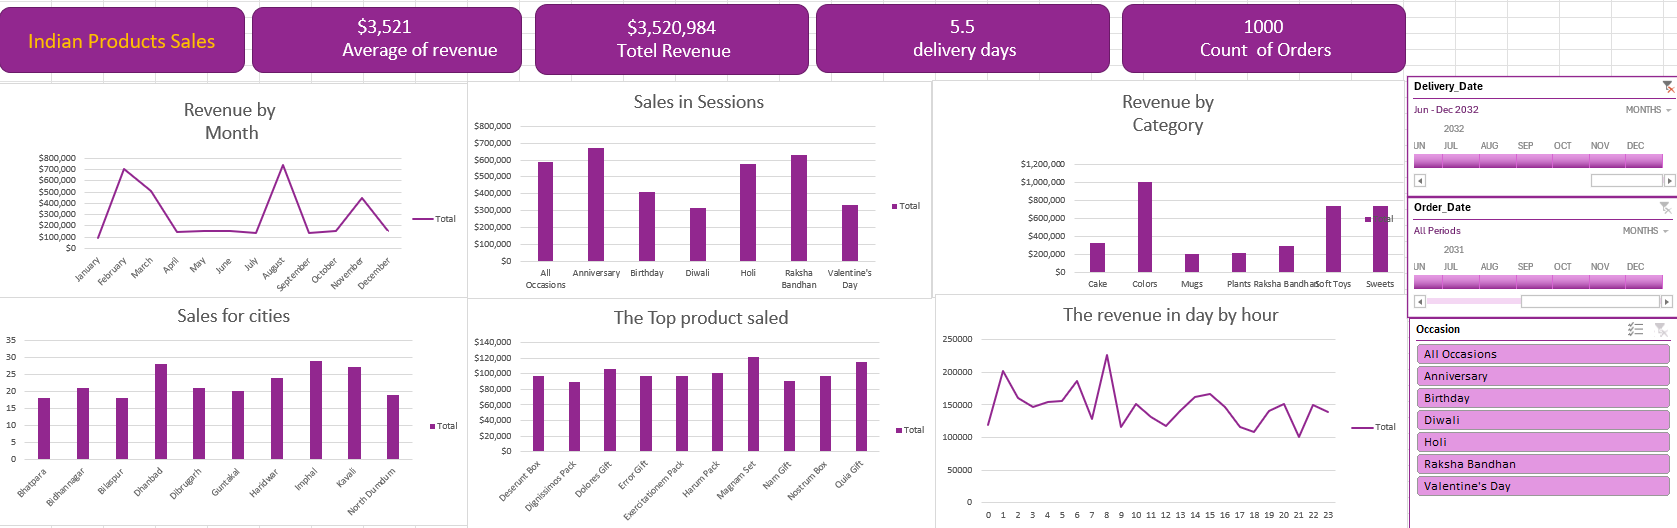 Indian Products Sales
$3,521
Average of revenue
$3,520,984
Totel Revenue
5.5
delivery days
1000
Count of Orders
Revenue by
Month
$800,000
$700,000
$600,000
$500,000
$400,000
$300,000
$200,000
$100,000
$0
January
February
March
April
May
June
July
August
September
October
November
December
Total
Sales in Sessions
$800,000
$700,000
$600,000
$500,000
$400,000
$300,000
$200,000
$100,000
$0
All
Occasions
Anniversary
Birthday
Diwali
Holi
Raksha
Bandhan
Valentine's
Day
Total
Revenue by
Category
$1,200,000
$1,000,000
$800,000
$600,000
$400,000
$200,000
$0
Cake
Colors
Mugs
Plants
Raksha Bandhan
Soft Toys
Sweets
Total
Delivery_Date
Jun - Dec 2032
MONTHS
2032
UN JUL AUG SEP OCT NOV DEC
Order_Date
All Periods
MONTHS
2031
UN JUL AUG SEP OCT NOV DEC
Occasion
All Occasions
Anniversary
Birthday
Diwali
Holi
Raksha Bandhan
Valentine's Day
Sales for cities
35
30
25
20
15
10
5
0
Bhatpara
Bidhannagar
Bilaspur
Dhanbad
Dibrugarh
Guntakal
Haridwar
Imphal
Kavali
North Dumdum
Total
The Top product saled
$140,000
$120,000
$100,000
$80,000
$60,000
$40,000
$20,000
$0
Deserunt Box
Dignissimos Pack
Dolores Gift
Error Gift
Exercitationem Pack
Harum Pack
Magnam Set
Nam Gift
Nostrum Box
Quia Gift
Total
The revenue in day by hour
250000
200000
150000
100000
50000
0
0 1 2 3 4 5 6 7 8 9 10 11 12 13 14 15 16 17 18 19 20 21 22 23
Total